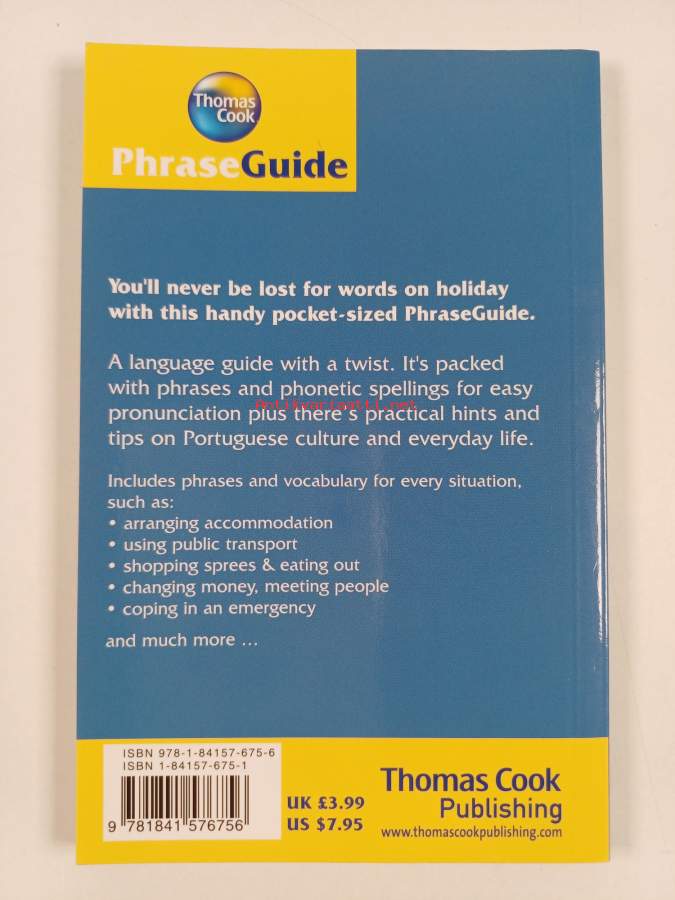 Thomas
Cook
PhraseGuide
You'll never be lost for words on holiday
with this handy pocket-sized PhraseGuide.
A language guide with a twist. It's packed
with phrases and phonetic spellings for easy
Antikvariaatti.net
pronunciation plus there's practical hints and
tips on Portuguese culture and everyday life.
Includes phrases and vocabulary for every situation,
such as:
• arranging accommodation
• using public transport
• shopping sprees & eating out
• changing money, meeting people
• coping in an emergency
and much more ...
ISBN 978-1-84157-675-6
ISBN 1-84157-675-1
9 781841 576756
UK £3.99
US $7.95
Thomas Cook
Publishing
www.thomascookpublishing.com